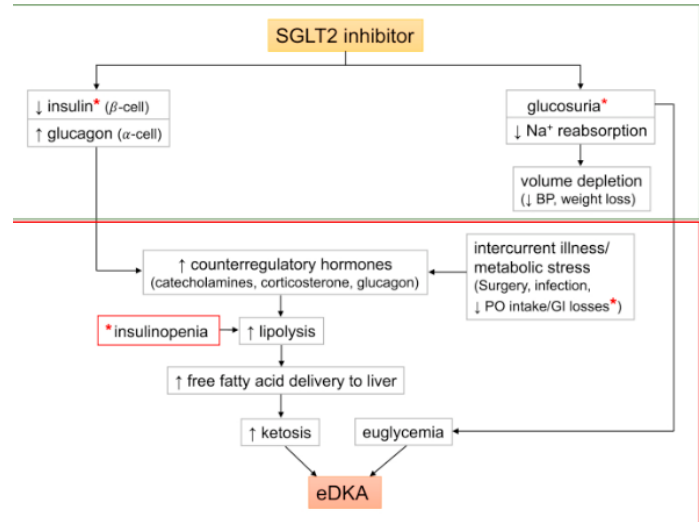 SGLT2 inhibitor
↓ insulin* (β-cell)
↑ glucagon (α-cell)
glucosuria*
↓ Na⁺ reabsorption
volume depletion
(↓ BP, weight loss)
↑ counterregulatory hormones
(catecholamines, corticosterone, glucagon)
intercurrent illness/
metabolic stress
(Surgery, infection,
↓ PO intake/GI losses*)
*insulinopenia
↑ lipolysis
↑ free fatty acid delivery to liver
↑ ketosis
euglycemia
eDKA